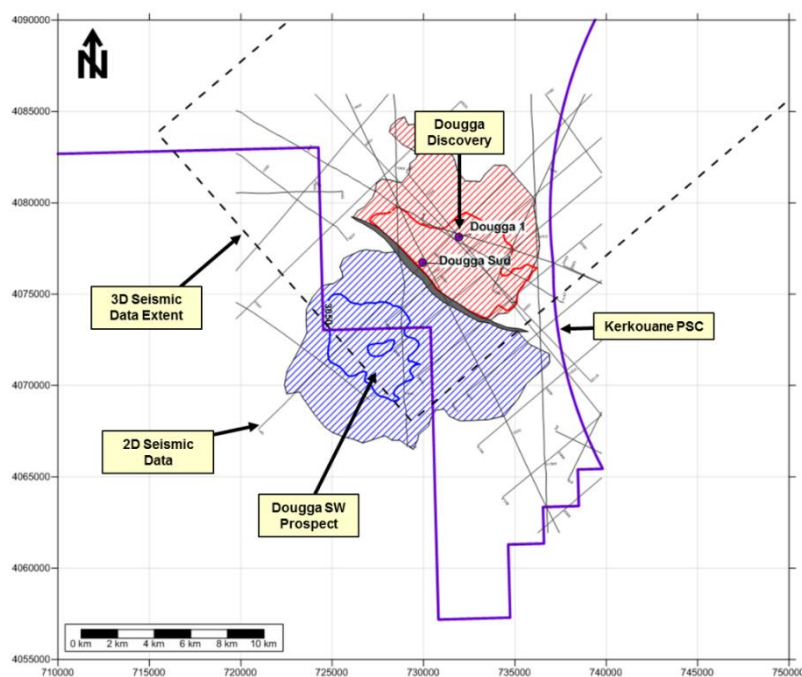 4090000
N
4085000
Dougga
Discovery
4080000
Dougga 1
Dougga Sud
4075000
3D Seismic
Data Extent
3650
Kerkouane PSC
4070000
2D Seismic
Data
4065000
Dougga SW
Prospect
4060000
0 km 2 km 4 km 6 km 8 km 10 km
4055000
710000 715000 720000 725000 730000 735000 740000 745000 750000